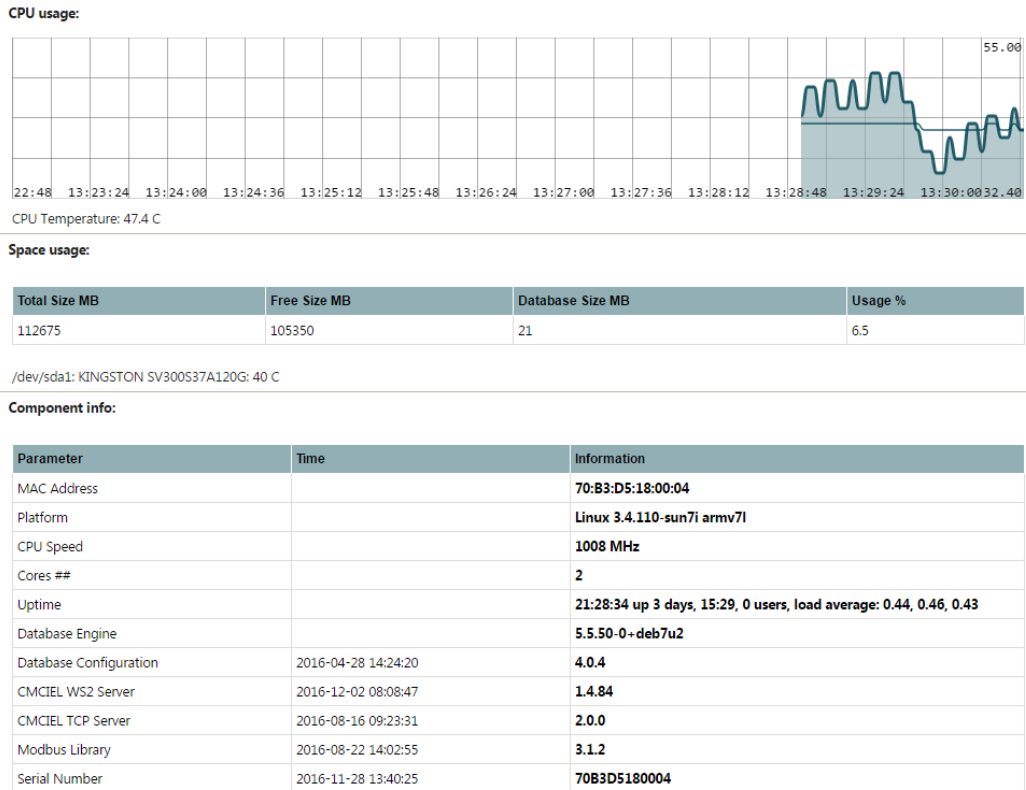 CPU usage:
55.00
22:48 13:23:24 13:24:00 13:24:36 13:25:12 13:25:48 13:26:24 13:27:00 13:27:36 13:28:12 13:28:48 13:29:24 13:30:00 32.40
CPU Temperature: 47.4 C
Space usage:
Total Size MB Free Size MB Database Size MB Usage %
112675 105350 21 6.5
/dev/sda1: KINGSTON SV300S37A120G: 40 C
Component info:
Parameter Time Information
MAC Address 70:B3:D5:18:00:04
Platform Linux 3.4.110-sun7i armv7l
CPU Speed 1008 MHz
Cores ## 2
Uptime 21:28:34 up 3 days, 15:29, 0 users, load average: 0.44, 0.46, 0.43
Database Engine 5.5.50-0+deb7u2
Database Configuration 2016-04-28 14:24:20 4.0.4
CMCIEL WS2 Server 2016-12-02 08:08:47 1.4.84
CMCIEL TCP Server 2016-08-16 09:23:31 2.0.0
Modbus Library 2016-08-22 14:02:55 3.1.2
Serial Number 2016-11-28 13:40:25 70B3D5180004